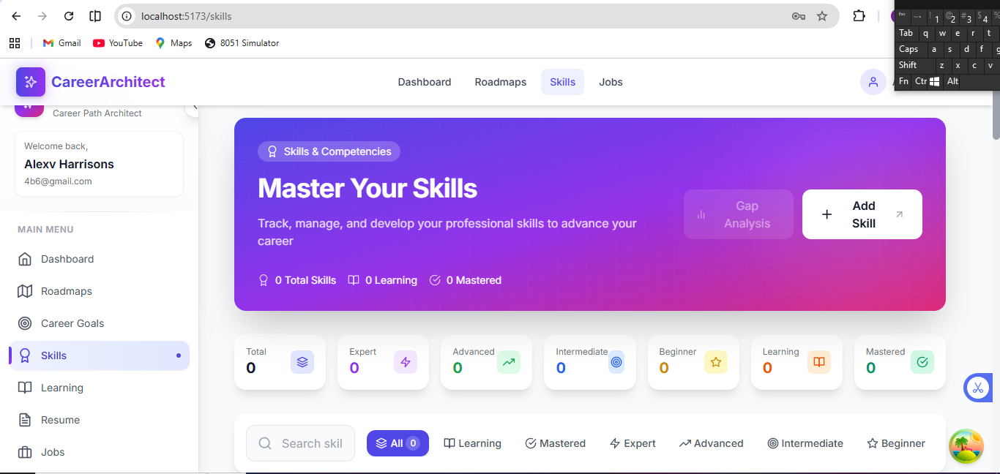 localhost:5173/skills
Gmail
YouTube
Maps
8051 Simulator
Esc ~ ` ! 1 @ 2 # 3 $ 4 %
Tab q w e r t
Caps a s d f g
Shift z x c v
Fn Ctr Alt
CareerArchitect
Dashboard
Roadmaps
Skills
Jobs
Career Path Architect
Welcome back,
Alexv Harrisons
4b6@gmail.com
MAIN MENU
Dashboard
Roadmaps
Career Goals
Skills
Learning
Resume
Jobs
Skills & Competencies
Master Your Skills
Track, manage, and develop your professional skills to advance your
career
0 Total Skills
0 Learning
0 Mastered
Gap
Analysis
Add
Skill
Total
0
Expert
0
Advanced
0
Intermediate
0
Beginner
0
Learning
0
Mastered
0
Search skil
All 0
Learning
Mastered
Expert
Advanced
Intermediate
Beginner